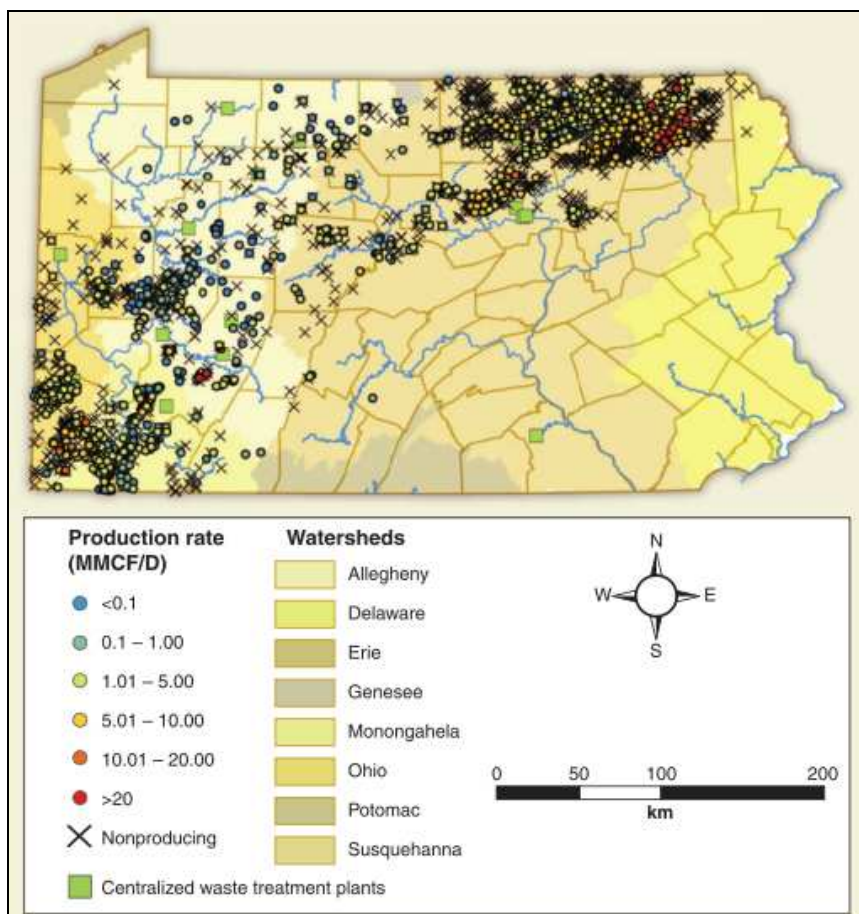 Production rate
(MMCF/D)
<0.1
0.1 – 1.00
1.01 – 5.00
5.01 – 10.00
10.01 – 20.00
>20
Nonproducing
Centralized waste treatment plants
Watersheds
Allegheny
Delaware
Erie
Genesee
Monongahela
Ohio
Potomac
Susquehanna
N
W E
S
0 50 100 200
km